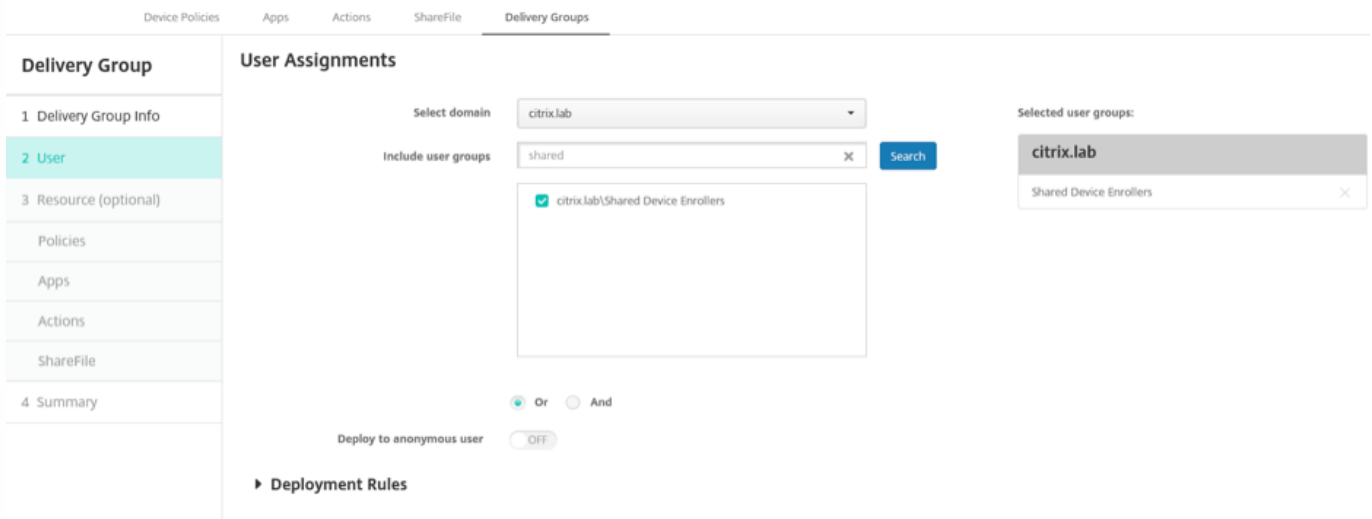 Device Policies Apps Actions ShareFile Delivery Groups
Delivery Group
1 Delivery Group Info
2 User
3 Resource (optional)
Policies
Apps
Actions
ShareFile
4 Summary
User Assignments
Select domain citrix.lab
Include user groups shared Search
citrix.lab\Shared Device Enrollers
Or And
Deploy to anonymous user OFF
Deployment Rules
Selected user groups:
citrix.lab
Shared Device Enrollers